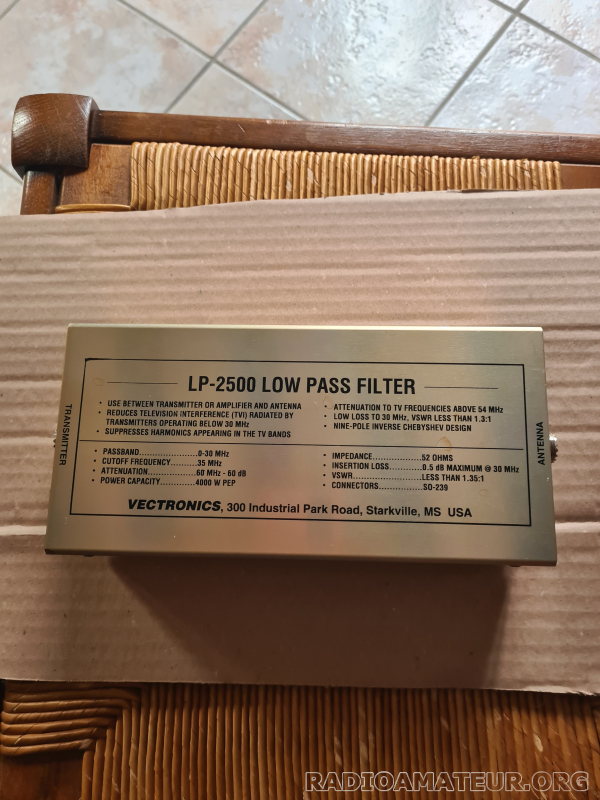 LP-2500 LOW PASS FILTER
• USE BETWEEN TRANSMITTER OR AMPLIFIER AND ANTENNA
• REDUCES TELEVISION INTERFERENCE (TVI) RADIATED BY
TRANSMITTERS OPERATING BELOW 30 MHz
• SUPPRESSES HARMONICS APPEARING IN THE TV BANDS
• ATTENUATION TO TV FREQUENCIES ABOVE 54 MHz
• LOW LOSS TO 30 MHz, VSWR LESS THAN 1.3:1
• NINE-POLE INVERSE CHEBYSHEV DESIGN
TRANSMITTER
• PASSBAND....................0-30 MHz
• CUTOFF FREQUENCY.........35 MHz
• ATTENUATION.................60 MHz - 60 dB
• POWER CAPACITY............4000 W PEP
• IMPEDANCE.................52 OHMS
• INSERTION LOSS...........0.5 dB MAXIMUM @ 30 MHz
• VSWR........................LESS THAN 1.35:1
• CONNECTORS...............SO-239
ANTENNA
VECTRONICS, 300 Industrial Park Road, Starkville, MS USA
RADIOAMATEUR.ORG